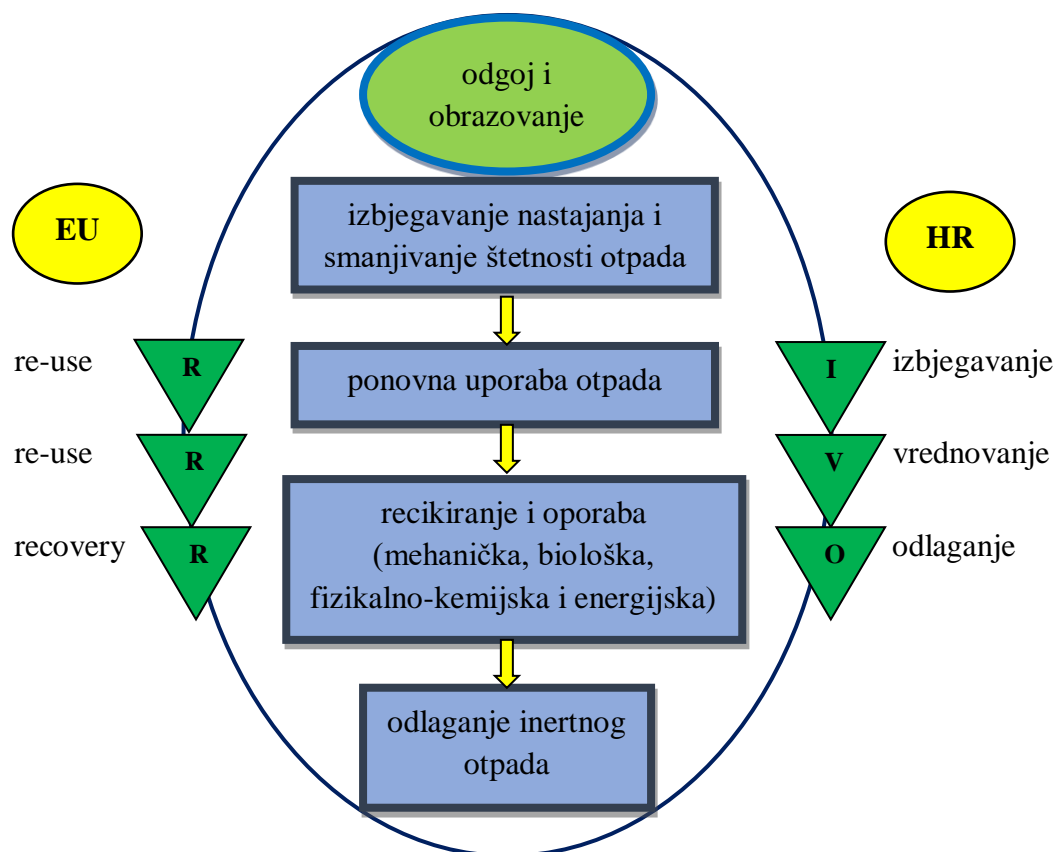 odgoj i
obrazovanje
izbjegavanje nastajanja i
smanjivanje štetnosti otpada
EU
HR
re-use
R
ponovna uporaba otpada
I
izbjegavanje
re-use
R
V
vrednovanje
recikiranje i oporaba
(mehanička, biološka,
fizikalno-kemijska i energijska)
recovery
R
O
odlaganje
odlaganje inertnog
otpada